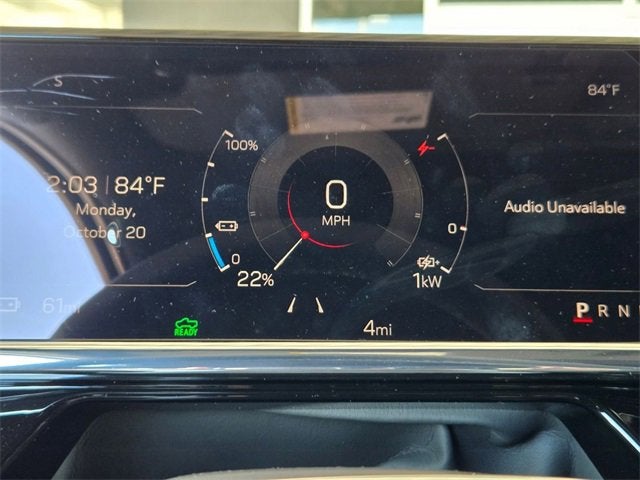 S
84°F
100%
2:03 | 84°F
Monday,
October 20
0
MPH
Audio Unavailable
0
0
22%
1kW
61mi
READY
4mi
P R N